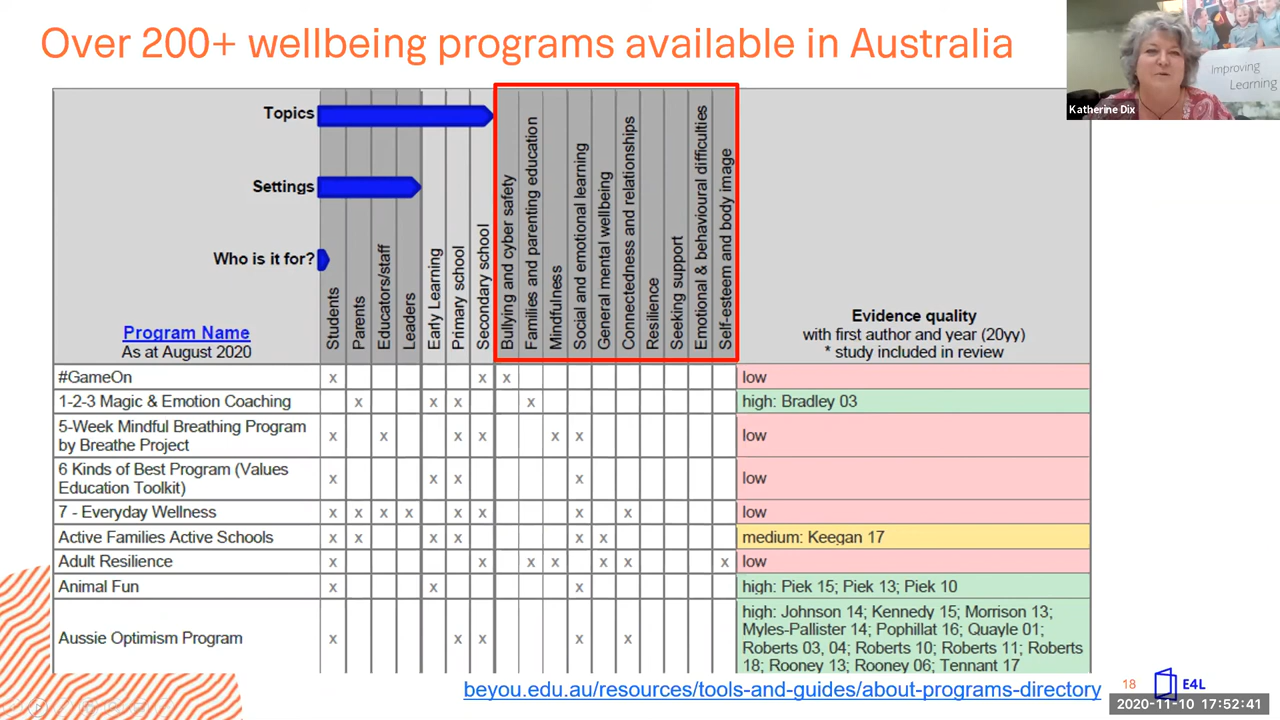 Over 200+ wellbeing programs available in Australia
Improving
Learning
Katherine Dix
Topics
Settings
Who is it for?
Program Name
As at August 2020
Students
Parents
Educators/staff
Leaders
Early Learning
Primary school
Secondary school
Bullying and cyber safety
Families and parenting education
Mindfulness
Social and emotional learning
General mental wellbeing
Connectedness and relationships
Resilience
Seeking support
Emotional & behavioural difficulties
Self-esteem and body image
Evidence quality
with first author and year (20yy)
* study included in review
#GameOn x x x low
1-2-3 Magic & Emotion Coaching x x x x high: Bradley 03
5-Week Mindful Breathing Program
by Breathe Project x x x x x x low
6 Kinds of Best Program (Values
Education Toolkit) x x x x low
7 - Everyday Wellness x x x x x x x x low
Active Families Active Schools x x x x x x medium: Keegan 17
Adult Resilience x x x x x x x low
Animal Fun x x x high: Piek 15; Piek 13; Piek 10
Aussie Optimism Program x x x x x high: Johnson 14; Kennedy 15; Morrison 13;
Myles-Pallister 14; Pophillat 16; Quayle 01;
Roberts 03, 04; Roberts 10; Roberts 11; Roberts
18; Rooney 13; Rooney 06; Tennant 17
beyou.edu.au/resources/tools-and-guides/about-programs-directory
18 E4L
2020-11-10 17:52:41